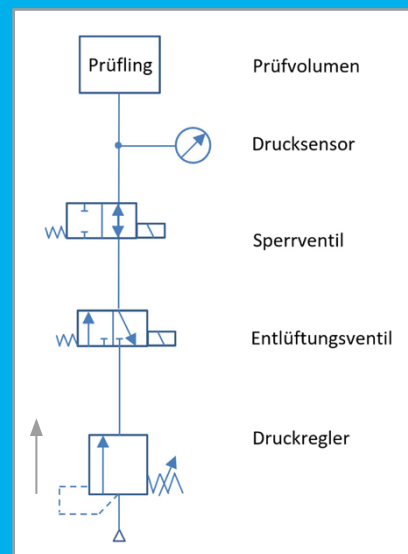 Prüfling
Prüfvolumen
Drucksensor
Sperrventil
Entlüftungsventil
Druckregler